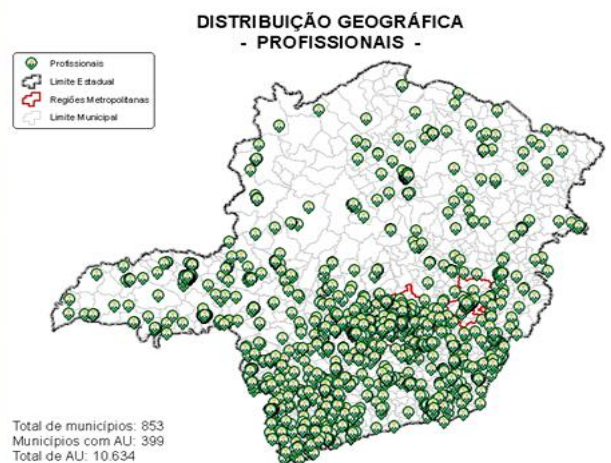 DISTRIBUIÇÃO GEOGRÁFICA
- PROFISSIONAIS -
Profissionais
Limite Estadual
Regiões Metropolitanas
Limite Municipal
Total de municípios: 853
Municípios com AU: 399
Total de AU: 10.634